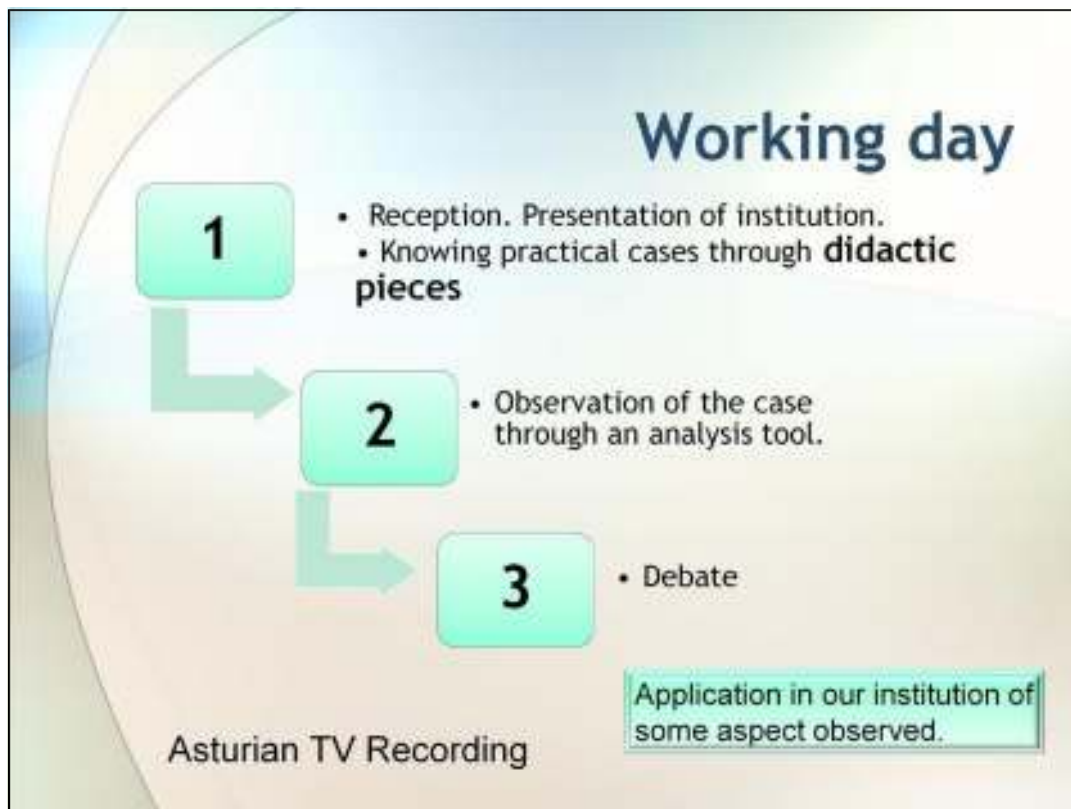 Working day
1
• Reception. Presentation of institution.
• Knowing practical cases through didactic
pieces
2
• Observation of the case
through an analysis tool.
3
• Debate
Application in our institution of
some aspect observed.
Asturian TV Recording